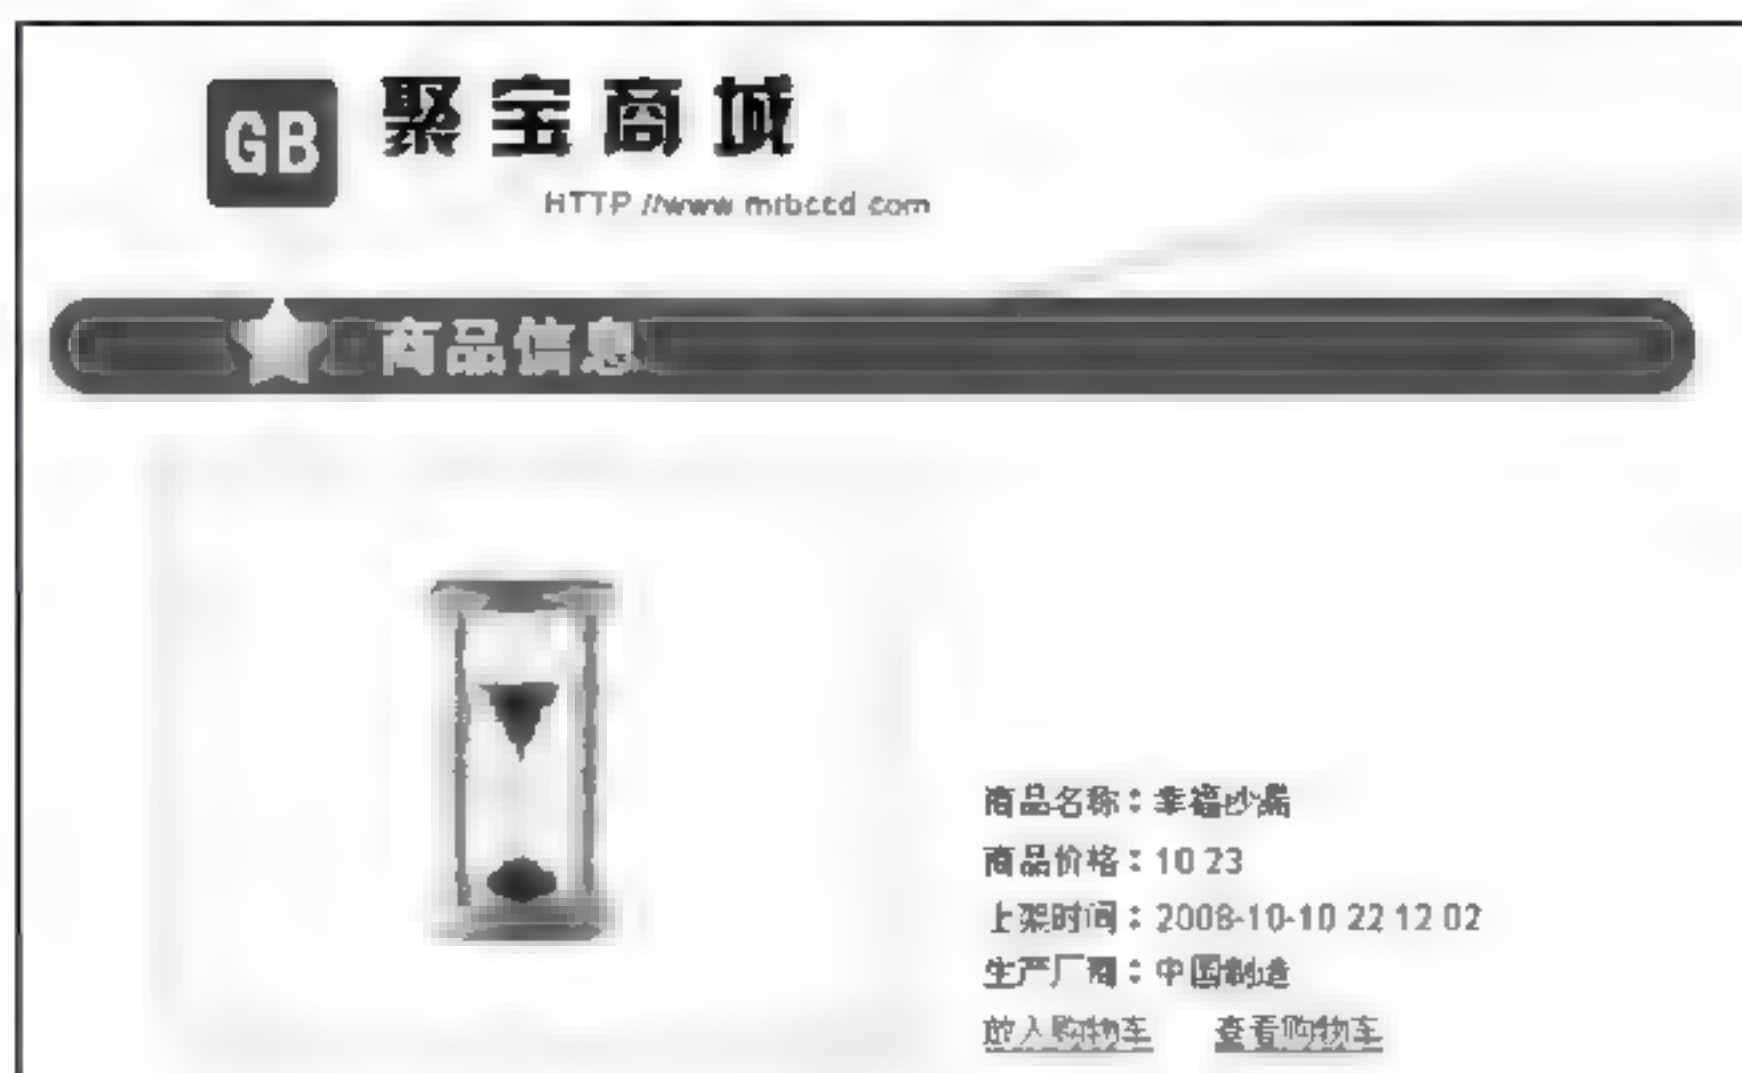 GB 聚宝商城
HTTP //www mrbccd com
商品信息
商品名称：幸福沙漏
商品价格：10 23
上架时间：2008-10-10 22 12 02
生产厂商：中国制造
放入购物车 查看购物车